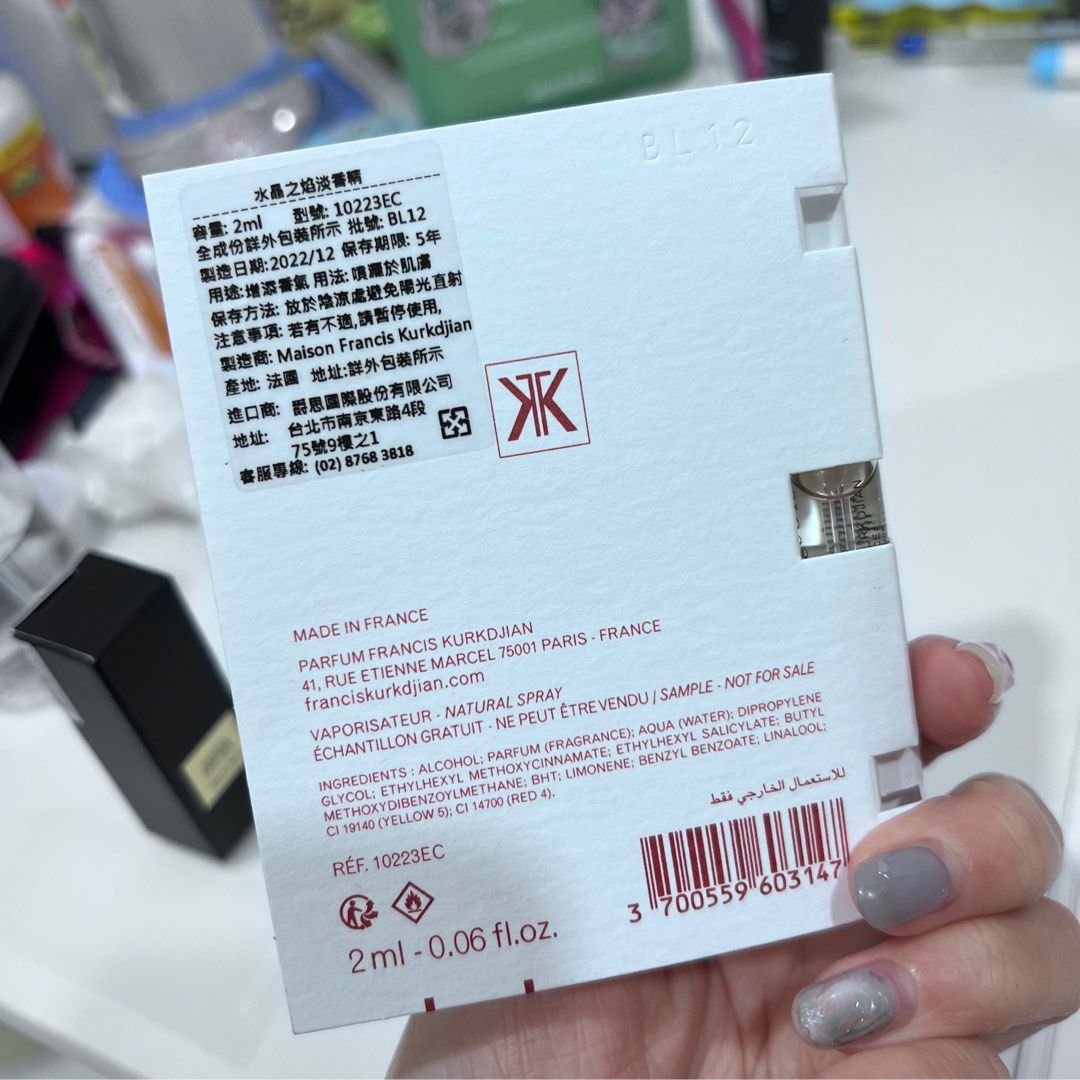 BL12
水晶之焰淡香精
容量: 2ml 型號: 10223EC
全成份詳外包裝所示 批號: BL12
製造日期:2022/12 保存期限: 5年
用途:增添香氣 用法:噴灑於肌膚
保存方法: 放於陰涼處避免陽光直射
注意事項: 若有不適,請暫停使用,
製造商: Maison Francis Kurkdjian
產地: 法國 地址:詳外包裝所示
進口商: 爵思國際股份有限公司
地址: 台北市南京東路4段
75號9樓之1
客服專線: (02) 8768 3818
MADE IN FRANCE
PARFUM FRANCIS KURKDJIAN
41, RUE ETIENNE MARCEL 75001 PARIS - FRANCE
franciskurkdjian.com
VAPORISATEUR - NATURAL SPRAY
ÉCHANTILLON GRATUIT - NE PEUT ÊTRE VENDU / SAMPLE - NOT FOR SALE
INGREDIENTS : ALCOHOL; PARFUM (FRAGRANCE); AQUA (WATER); DIPROPYLENE
GLYCOL; ETHYLHEXYL METHOXYCINNAMATE; ETHYLHEXYL SALICYLATE; BUTYL
METHOXYDIBENZOYLMETHANE; BHT; LIMONENE; BENZYL BENZOATE; LINALOOL;
CI 19140 (YELLOW 5); CI 14700 (RED 4).
للاستعمال الخارجي فقط
RÉF. 10223EC
3 700559 603147
2 ml - 0.06 fl.oz.